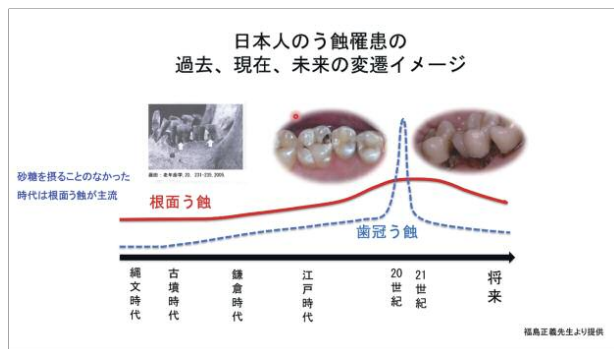 日本人のう蝕罹患の
過去、現在、未来の変遷イメージ
砂糖を摂ることのなかった
時代は根面う蝕が主流
根面う蝕
歯冠う蝕
縄文時代
古墳時代
鎌倉時代
江戸時代
20世紀
21世紀
将来
福島正義先生より提供